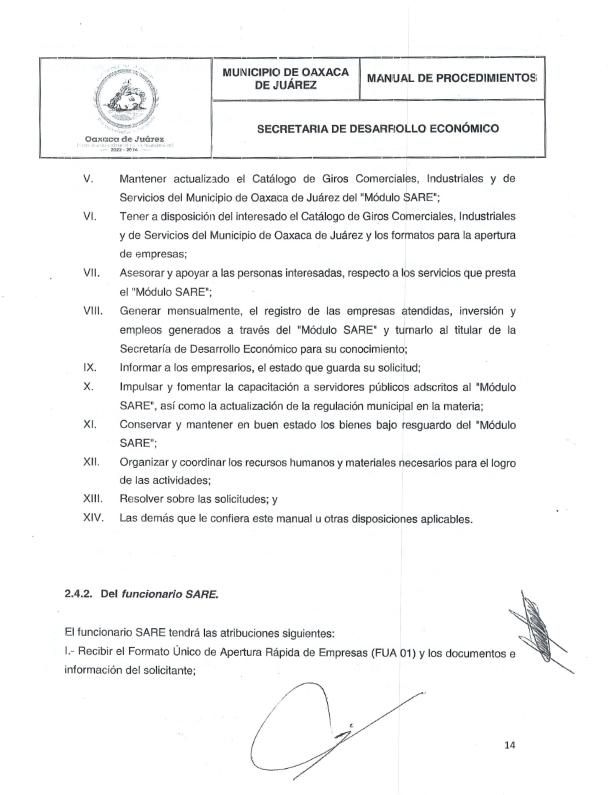 Oaxaca de Juárez
2022 - 2024
MUNICIPIO DE OAXACA
DE JUÁREZ
MANUAL DE PROCEDIMIENTOS
SECRETARIA DE DESARROLLO ECONÓMICO
V. Mantener actualizado el Catálogo de Giros Comerciales, Industriales y de
Servicios del Municipio de Oaxaca de Juárez del "Módulo SARE";
VI. Tener a disposición del interesado el Catálogo de Giros Comerciales, Industriales
y de Servicios del Municipio de Oaxaca de Juárez y los formatos para la apertura
de empresas;
VII. Asesorar y apoyar a las personas interesadas, respecto a los servicios que presta
el "Módulo SARE";
VIII. Generar mensualmente, el registro de las empresas atendidas, inversión y
empleos generados a través del "Módulo SARE" y turnarlo al titular de la
Secretaría de Desarrollo Económico para su conocimiento;
IX. Informar a los empresarios, el estado que guarda su solicitud;
X. Impulsar y fomentar la capacitación a servidores públicos adscritos al "Módulo
SARE", así como la actualización de la regulación municipal en la materia;
XI. Conservar y mantener en buen estado los bienes bajo resguardo del "Módulo
SARE";
XII. Organizar y coordinar los recursos humanos y materiales necesarios para el logro
de las actividades;
XIII. Resolver sobre las solicitudes; y
XIV. Las demás que le confiera este manual u otras disposiciones aplicables.
2.4.2. Del funcionario SARE.
El funcionario SARE tendrá las atribuciones siguientes:
I.- Recibir el Formato Único de Apertura Rápida de Empresas (FUA 01) y los documentos e
información del solicitante;
14